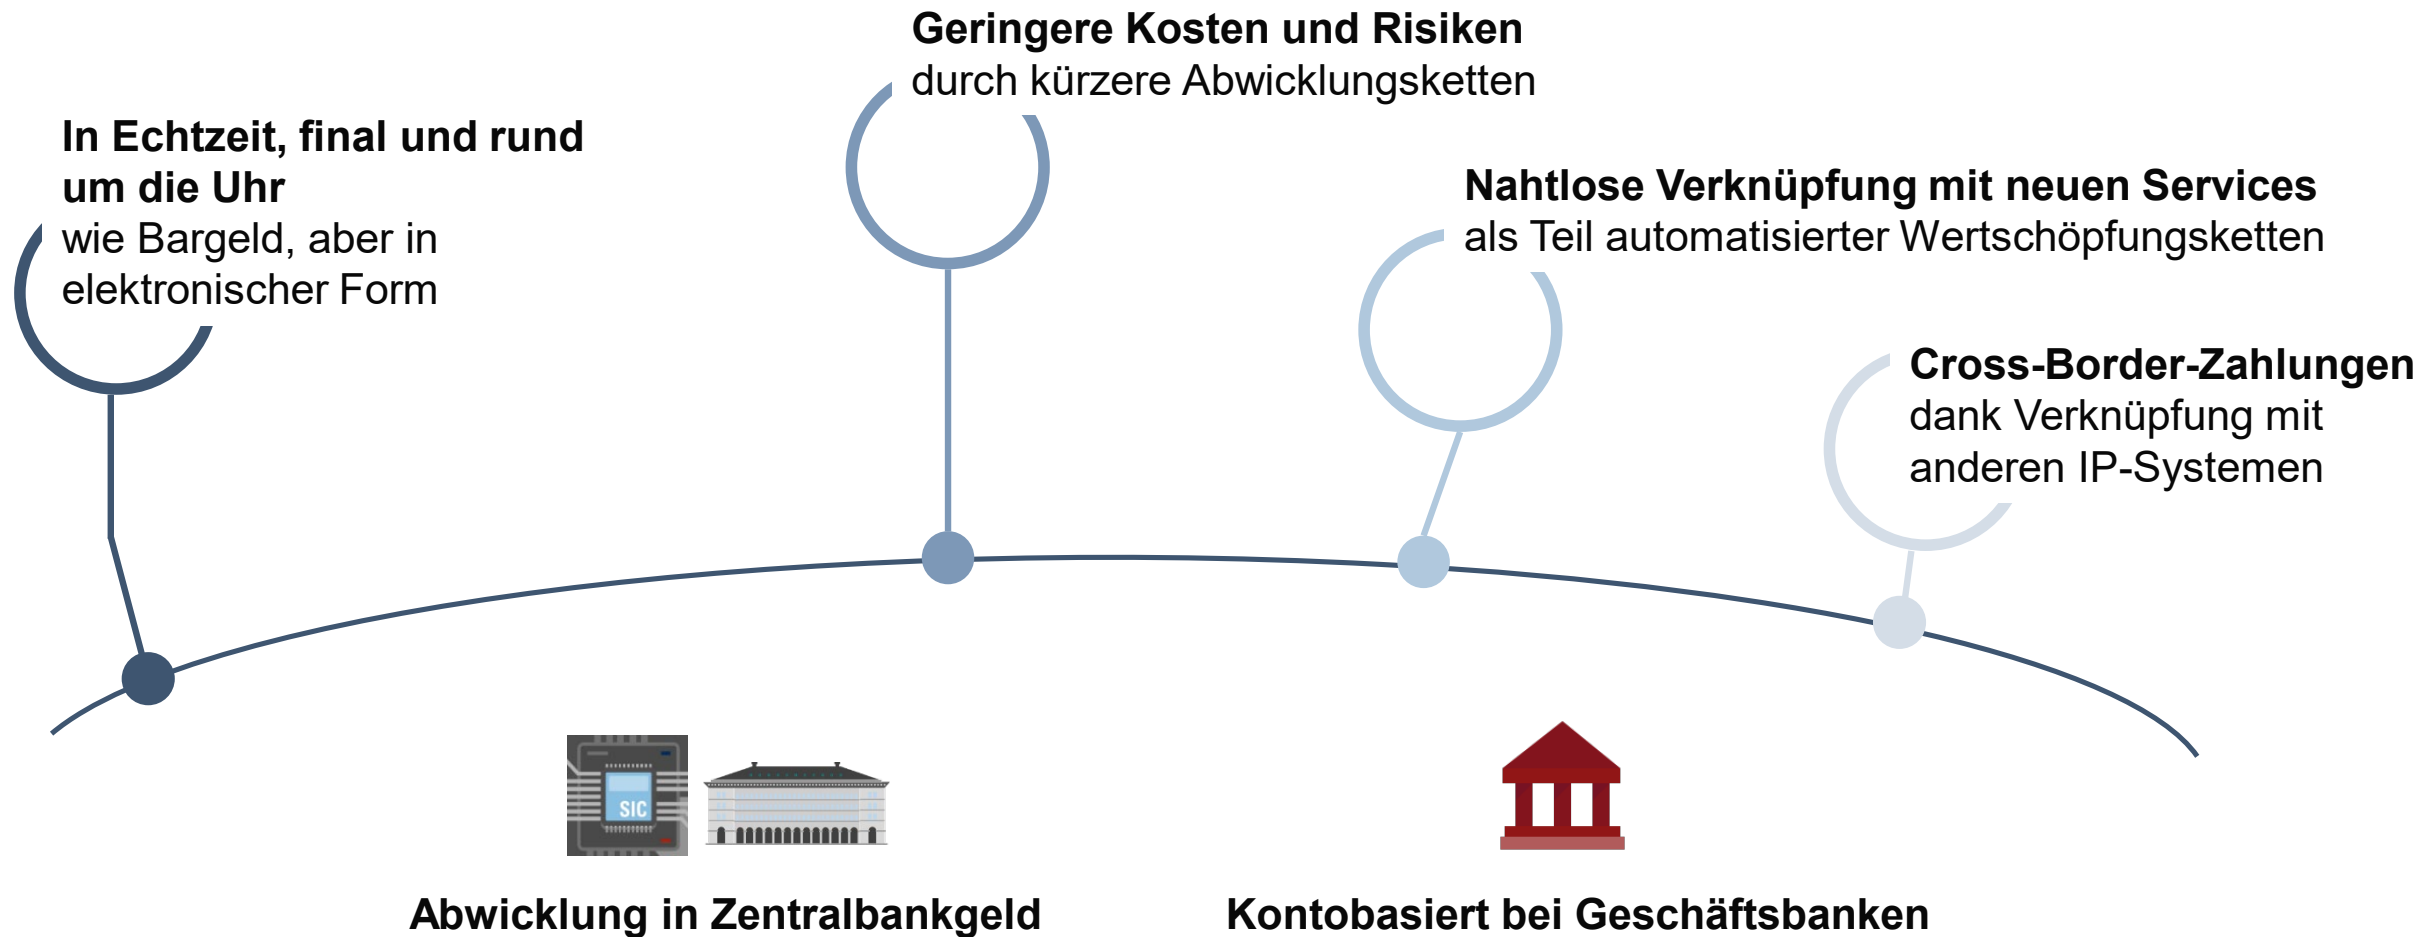 Geringere Kosten und Risiken
durch kürzere Abwicklungsketten
In Echtzeit, final und rund
um die Uhr
wie Bargeld, aber in
elektronischer Form
Nahtlose Verknüpfung mit neuen Services
als Teil automatisierter Wertschöpfungsketten
Cross-Border-Zahlungen
dank Verknüpfung mit
anderen IP-Systemen
SIC
Abwicklung in Zentralbankgeld
Kontobasiert bei Geschäftsbanken